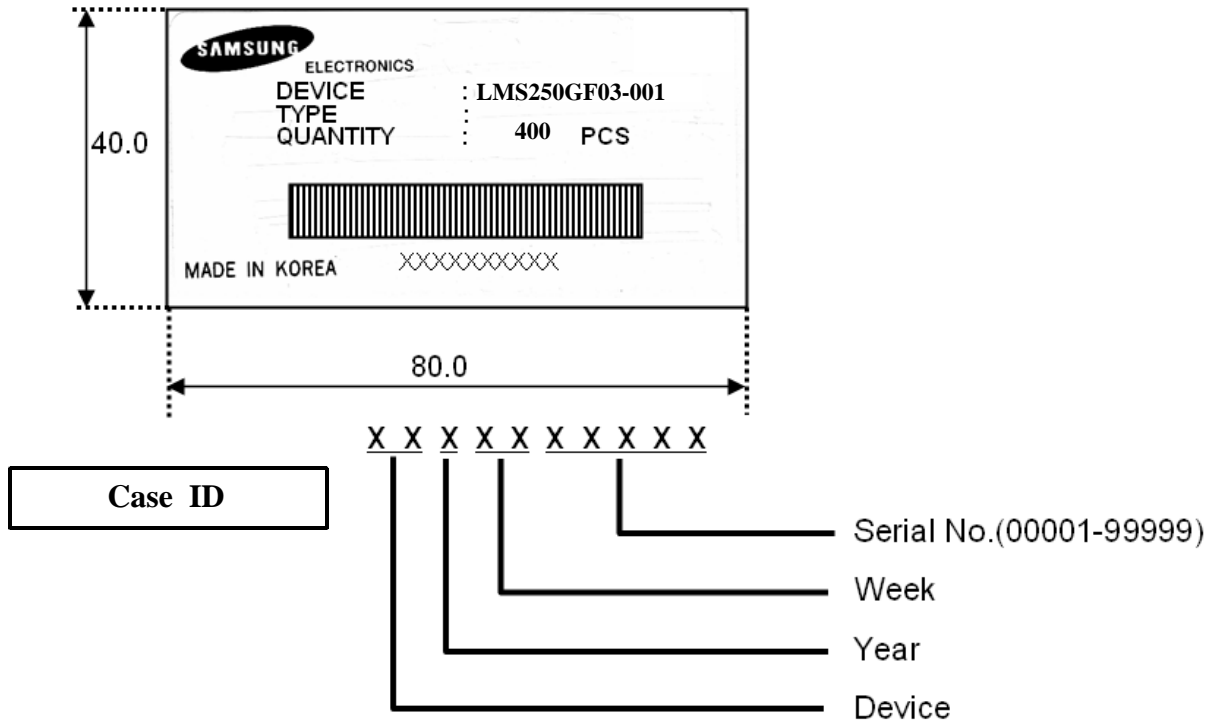 SAMSUNG
ELECTRONICS
DEVICE : LMS250GF03-001
TYPE :
QUANTITY : 400 PCS
40.0
MADE IN KOREA XXXXXXXXXX
80.0
X X X X X X X X X X
Case ID
Serial No.(00001-99999)
Week
Year
Device